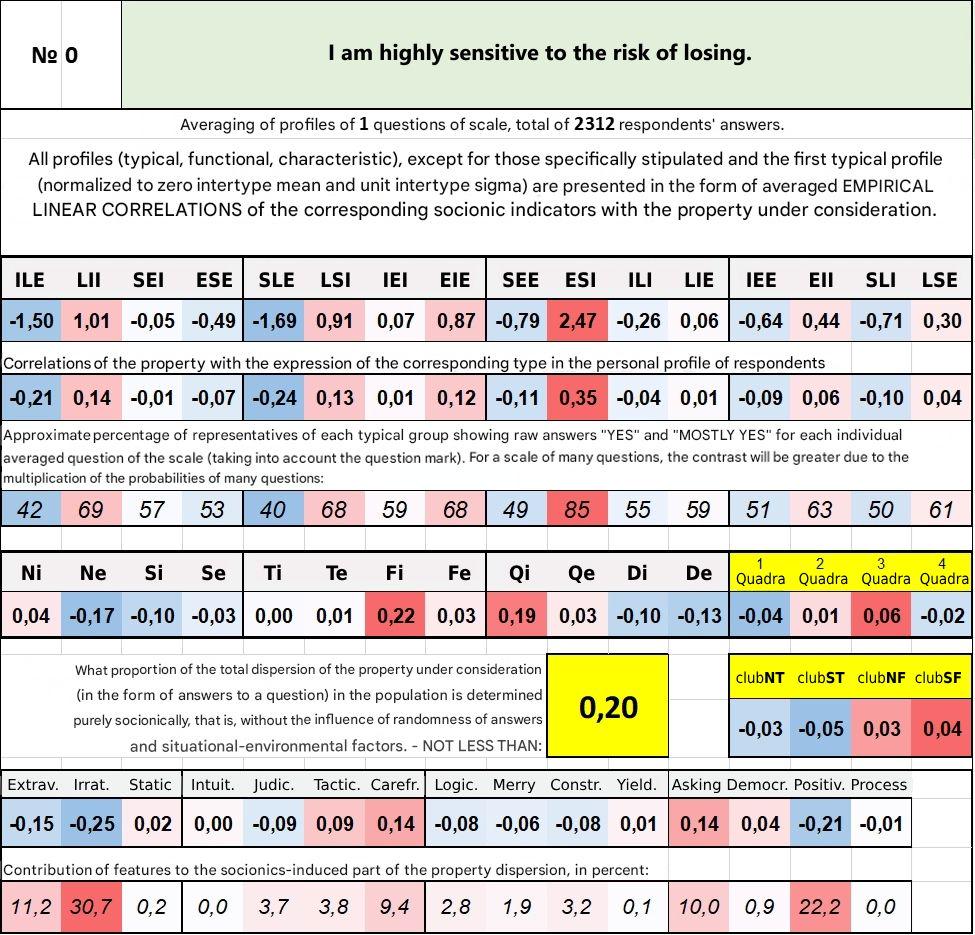 № 0
I am highly sensitive to the risk of losing.
Averaging of profiles of 1 questions of scale, total of 2312 respondents' answers.
All profiles (typical, functional, characteristic), except for those specifically stipulated and the first typical profile
(normalized to zero intertype mean and unit intertype sigma) are presented in the form of averaged EMPIRICAL
LINEAR CORRELATIONS of the corresponding socionic indicators with the property under consideration.
ILE LII SEI ESE SLE LSI IEI EIE SEE ESI ILI LIE IEE EII SLI LSE
-1,50 1,01 -0,05 -0,49 -1,69 0,91 0,07 0,87 -0,79 2,47 -0,26 0,06 -0,64 0,44 -0,71 0,30
Correlations of the property with the expression of the corresponding type in the personal profile of respondents
-0,21 0,14 -0,01 -0,07 -0,24 0,13 0,01 0,12 -0,11 0,35 -0,04 0,01 -0,09 0,06 -0,10 0,04
Approximate percentage of representatives of each typical group showing raw answers "YES" and "MOSTLY YES" for each individual
averaged question of the scale (taking into account the question mark). For a scale of many questions, the contrast will be greater due to the
multiplication of the probabilities of many questions:
42 69 57 53 40 68 59 68 49 85 55 59 51 63 50 61
Ni Ne Si Se Ti Te Fi Fe Qi Qe Di De 1 Quadra 2 Quadra 3 Quadra 4 Quadra
0,04 -0,17 -0,10 -0,03 0,00 0,01 0,22 0,03 0,19 0,03 -0,10 -0,13 -0,04 0,01 0,06 -0,02
What proportion of the total dispersion of the property under consideration
(in the form of answers to a question) in the population is determined
purely socionically, that is, without the influence of randomness of answers
and situational-environmental factors. - NOT LESS THAN:
0,20
clubNT clubST clubNF clubSF
-0,03 -0,05 0,03 0,04
Extrav. Irrat. Static Intuit. Judic. Tactic. Carefr. Logic. Merry Constr. Yield. Asking Democr. Positiv. Process
-0,15 -0,25 0,02 0,00 -0,09 0,09 0,14 -0,08 -0,06 -0,08 0,01 0,14 0,04 -0,21 -0,01
Contribution of features to the socionics-induced part of the property dispersion, in percent:
11,2 30,7 0,2 0,0 3,7 3,8 9,4 2,8 1,9 3,2 0,1 10,0 0,9 22,2 0,0